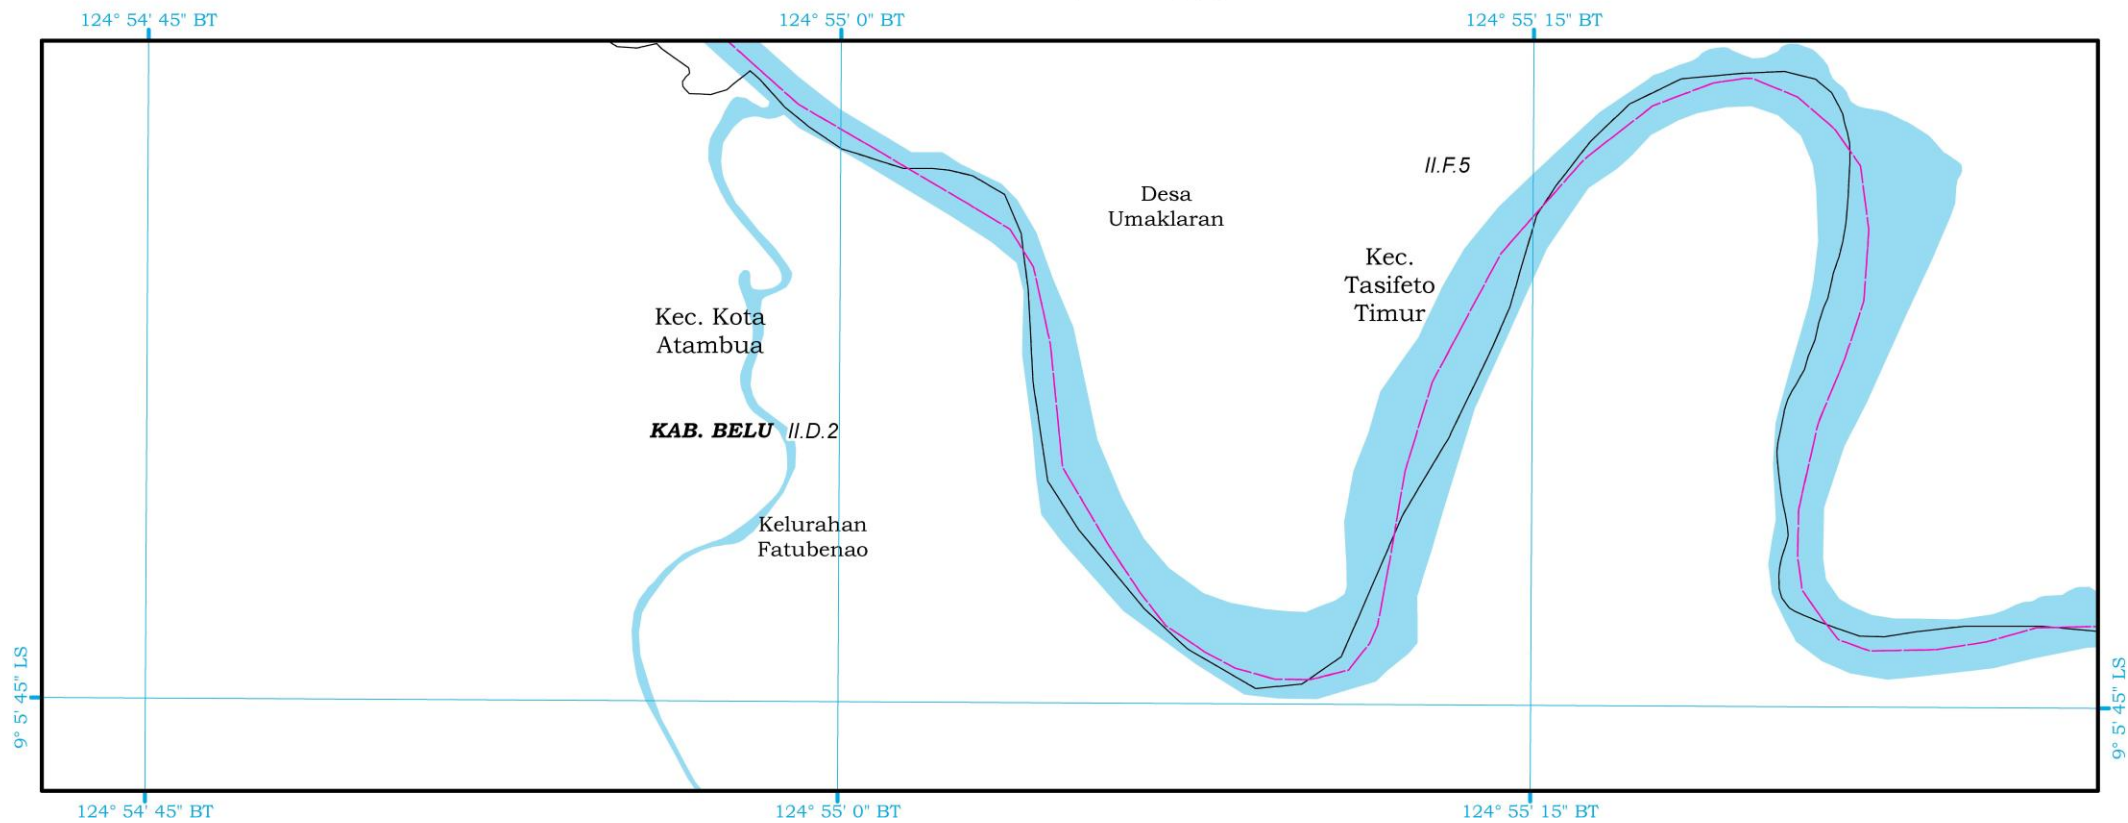 124° 54' 45" BT
124° 55' 0" BT
124° 55' 15" BT
II.F.5
Desa
Umaklaran
Kec.
Tasifeto
Timur
Kec. Kota
Atambua
KAB. BELU II.D.2
Kelurahan
Fatubenao
9° 5' 45" LS
9° 5' 45" LS
124° 54' 45" BT
124° 55' 0" BT
124° 55' 15" BT